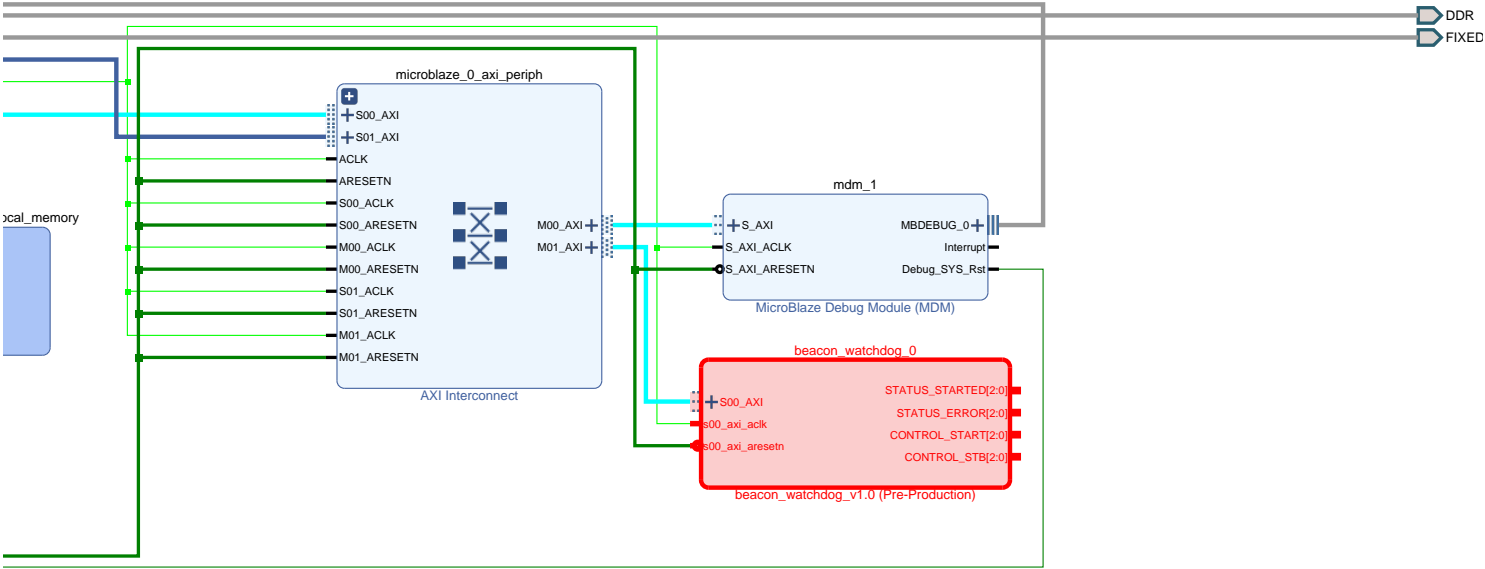 DDR
FIXED
microblaze_0_axi_periph
S00_AXI
S01_AXI
ACLK
ARESETN
S00_ACLK
S00_ARESETN
M00_ACLK
M00_ARESETN
S01_ACLK
S01_ARESETN
M01_ACLK
M01_ARESETN
M00_AXI
M01_AXI
AXI Interconnect
ocal_memory
mdm_1
S_AXI
S_AXI_ACLK
S_AXI_ARESETN
MBDEBUG_0
Interrupt
Debug_SYS_Rst
MicroBlaze Debug Module (MDM)
beacon_watchdog_0
S00_AXI
s00_axi_aclk
s00_axi_aresetn
STATUS_STARTED[2:0]
STATUS_ERROR[2:0]
CONTROL_START[2:0]
CONTROL_STB[2:0]
beacon_watchdog_v1.0 (Pre-Production)